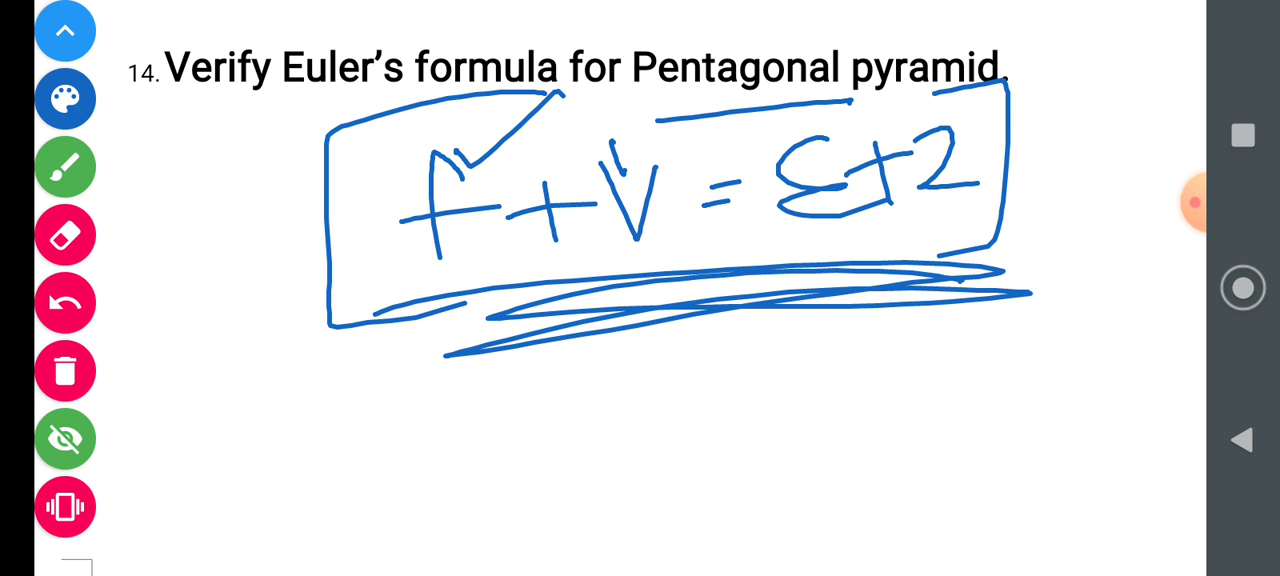 14. Verify Euler's formula for Pentagonal pyramid.
f + V = E + 2